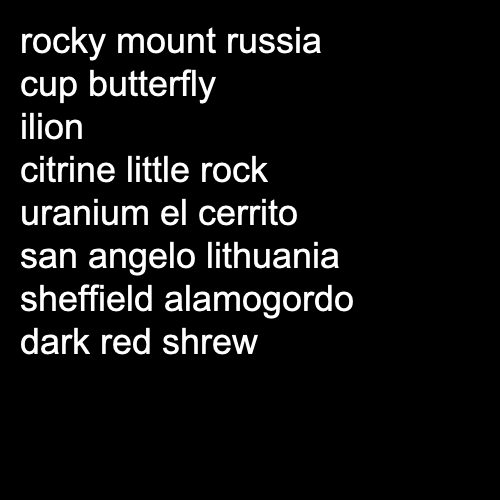 rocky mount russia
cup butterfly
ilion
citrine little rock
uranium el cerrito
san angelo lithuania
sheffield alamogordo
dark red shrew